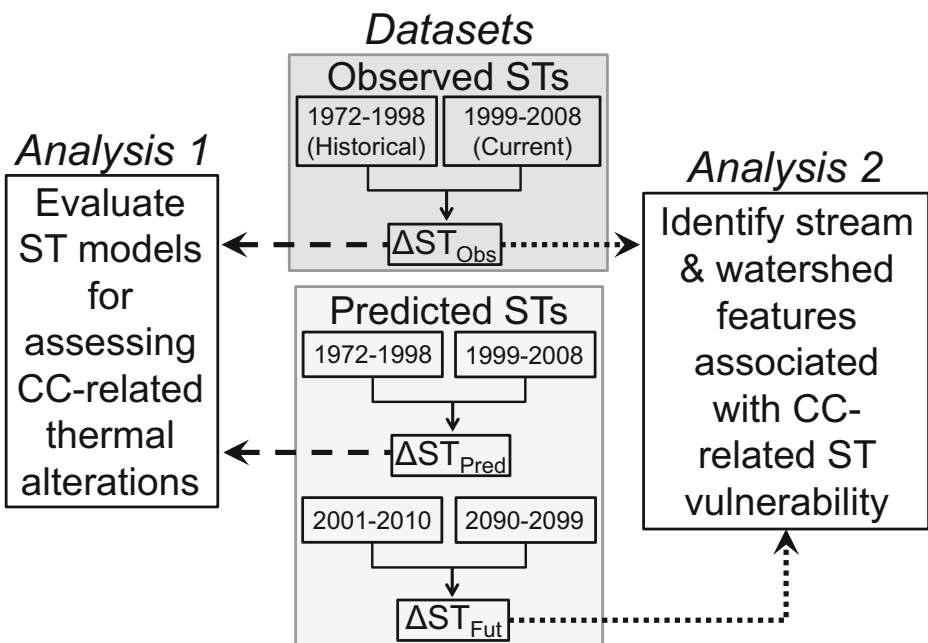 Datasets
Observed STs
1972-1998 (Historical)
1999-2008 (Current)
ΔST_Obs
Predicted STs
1972-1998
1999-2008
ΔST_Pred
2001-2010
2090-2099
ΔST_Fut
Analysis 1
Evaluate
ST models
for
assessing
CC-related
thermal
alterations
Analysis 2
Identify stream
& watershed
features
associated
with CC-
related ST
vulnerability